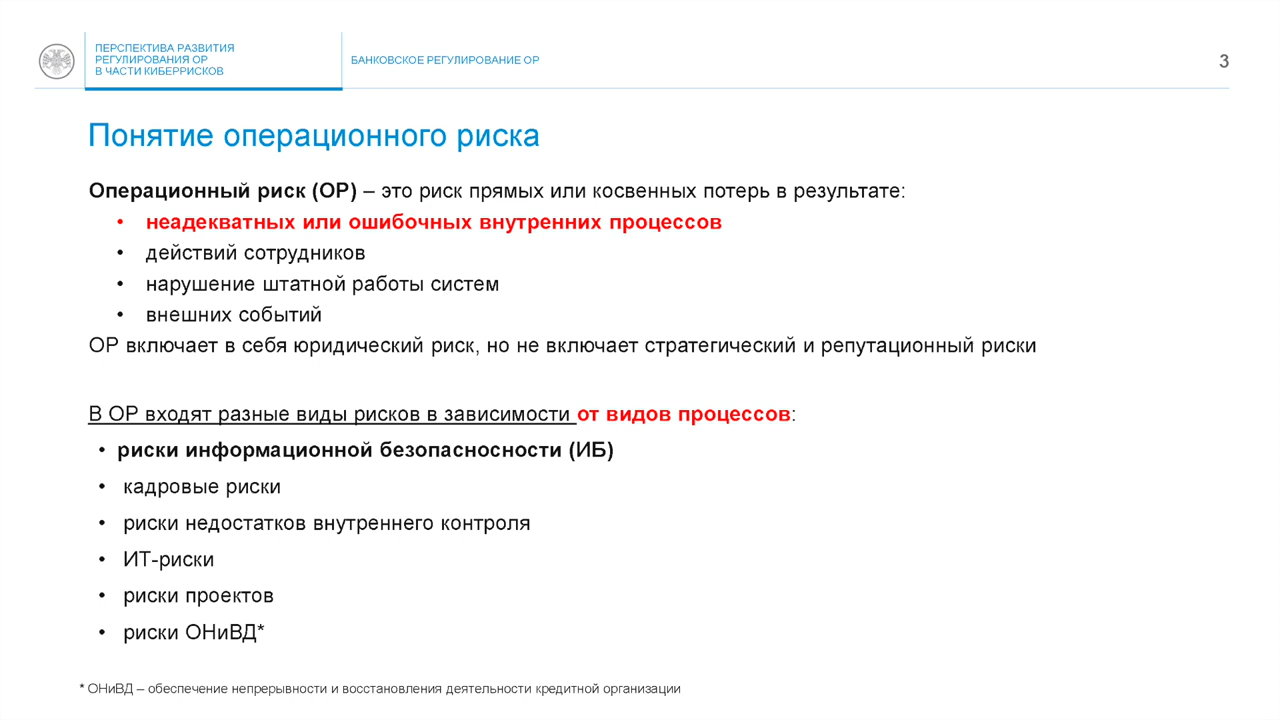 ПЕРСПЕКТИВА РАЗВИТИЯ
РЕГУЛИРОВАНИЯ ОР
В ЧАСТИ КИБЕРРИСКОВ
БАНКОВСКОЕ РЕГУЛИРОВАНИЕ ОР
3
Понятие операционного риска
Операционный риск (ОР) – это риск прямых или косвенных потерь в результате:
• неадекватных или ошибочных внутренних процессов
• действий сотрудников
• нарушение штатной работы систем
• внешних событий
ОР включает в себя юридический риск, но не включает стратегический и репутационный риски
В ОР входят разные виды рисков в зависимости от видов процессов:
• риски информационной безопасносности (ИБ)
• кадровые риски
• риски недостатков внутреннего контроля
• ИТ-риски
• риски проектов
• риски ОНиВД*
* ОНиВД – обеспечение непрерывности и восстановления деятельности кредитной организации